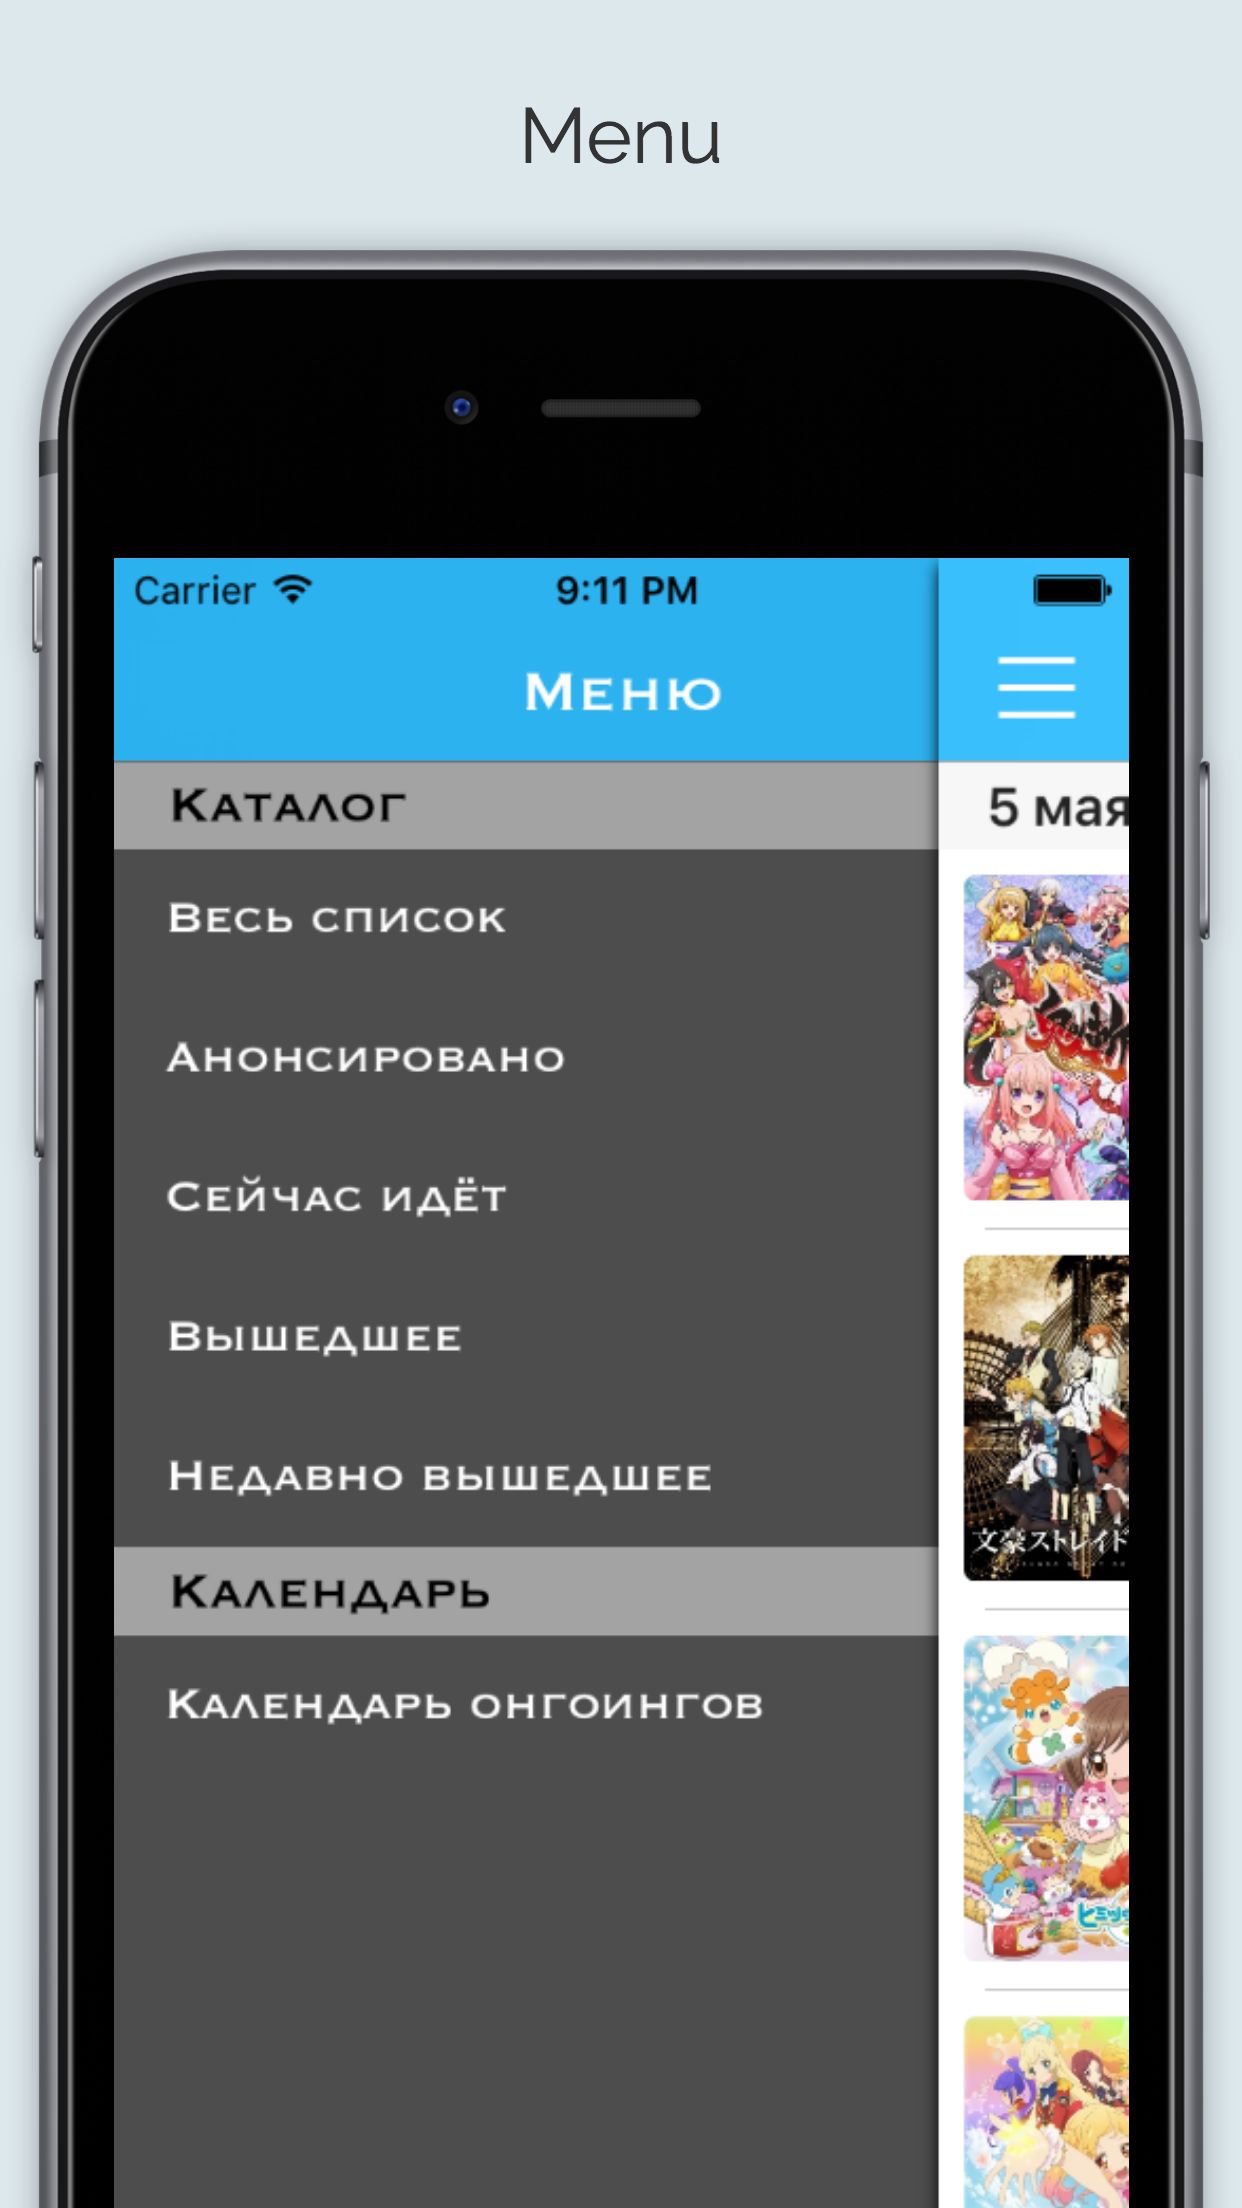 Menu
Carrier 9:11 PM
Меню
Каталог
5 мая
Весь список
Анонсировано
Сейчас идёт
Вышедшее
Недавно вышедшее
文豪ストレイド
Календарь
Календарь онгоингов